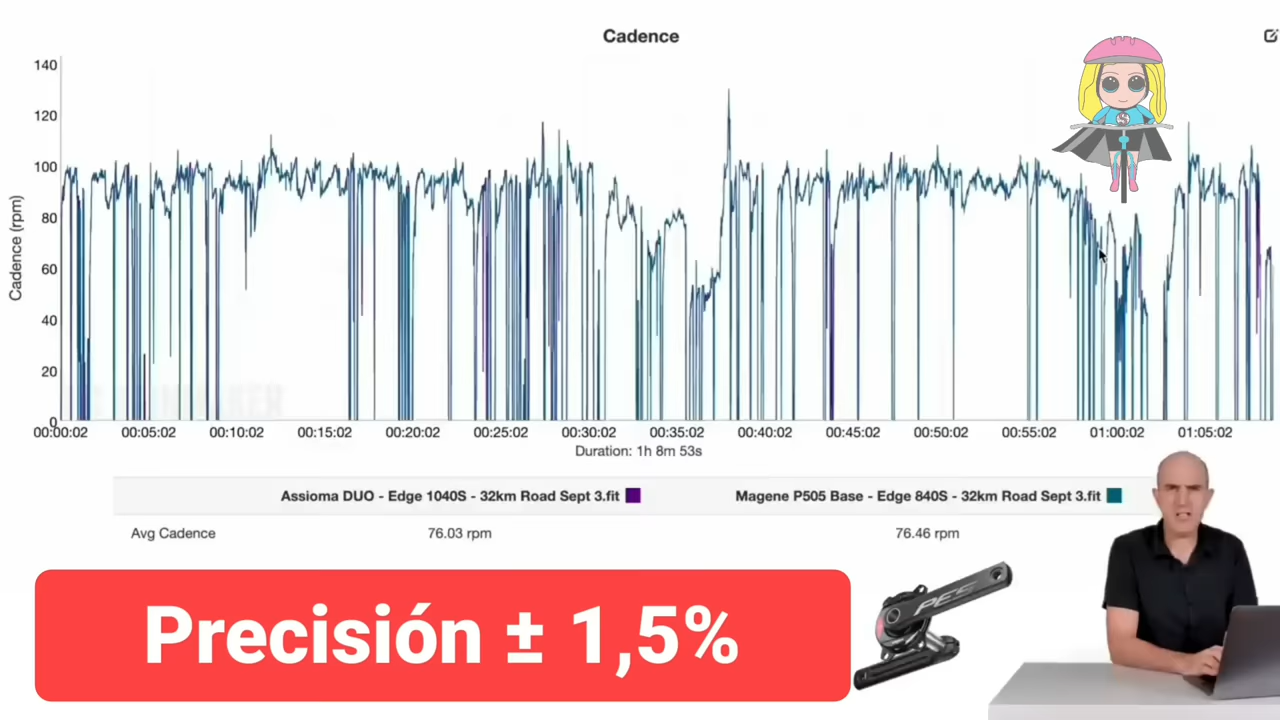 Cadence
140
120
100
80
60
40
20
0
Cadence (rpm)
00:00:02 00:05:02 00:10:02 00:15:02 00:20:02 00:25:02 00:30:02 00:35:02 00:40:02 00:45:02 00:50:02 00:55:02 01:00:02 01:05:02
Duration: 1h 8m 53s
Assioma DUO - Edge 1040S - 32km Road Sept 3.fit Magene P505 Base - Edge 840S - 32km Road Sept 3.fit
Avg Cadence 76.03 rpm 76.46 rpm
Precisión ± 1,5%
PES
S